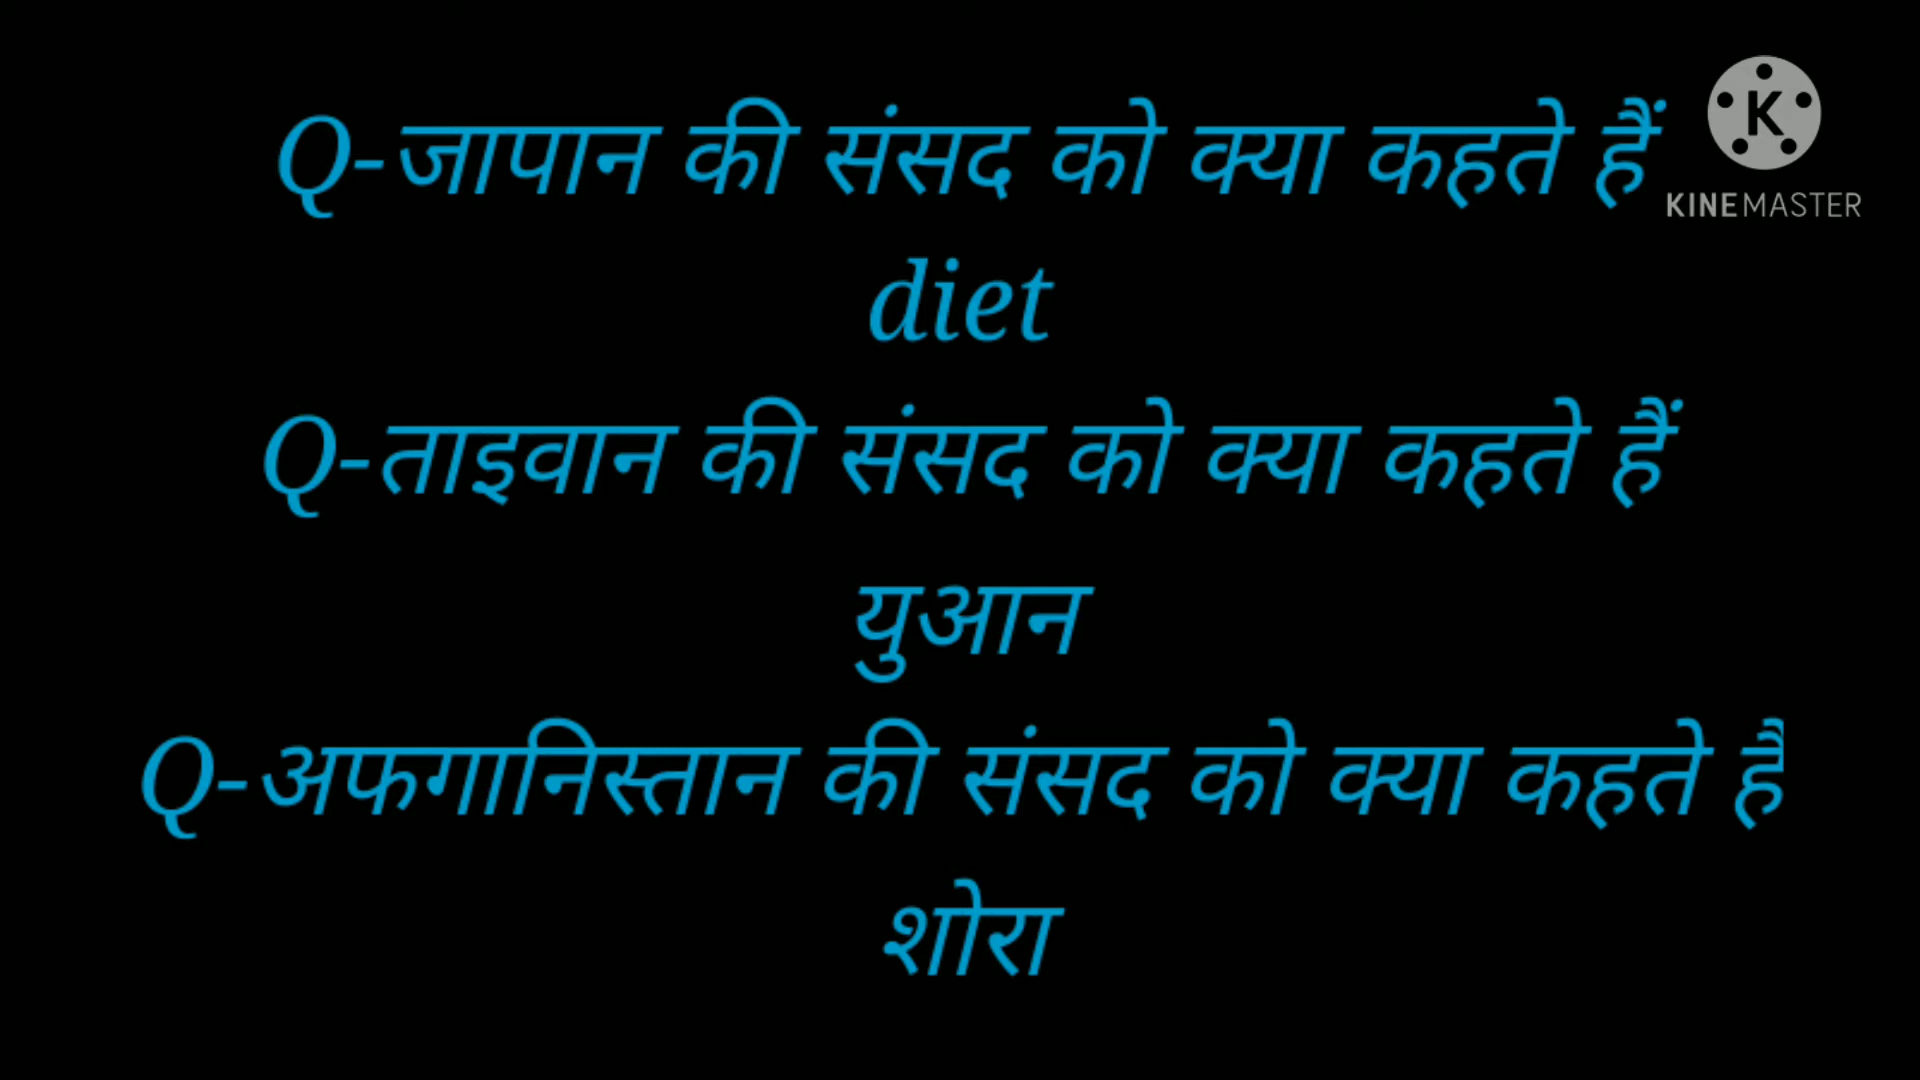 Q-जापान की संसद को क्या कहते हैं
diet
Q-ताइवान की संसद को क्या कहते हैं
युआन
Q-अफगानिस्तान की संसद को क्या कहते है
शोरा
K
KINEMASTER